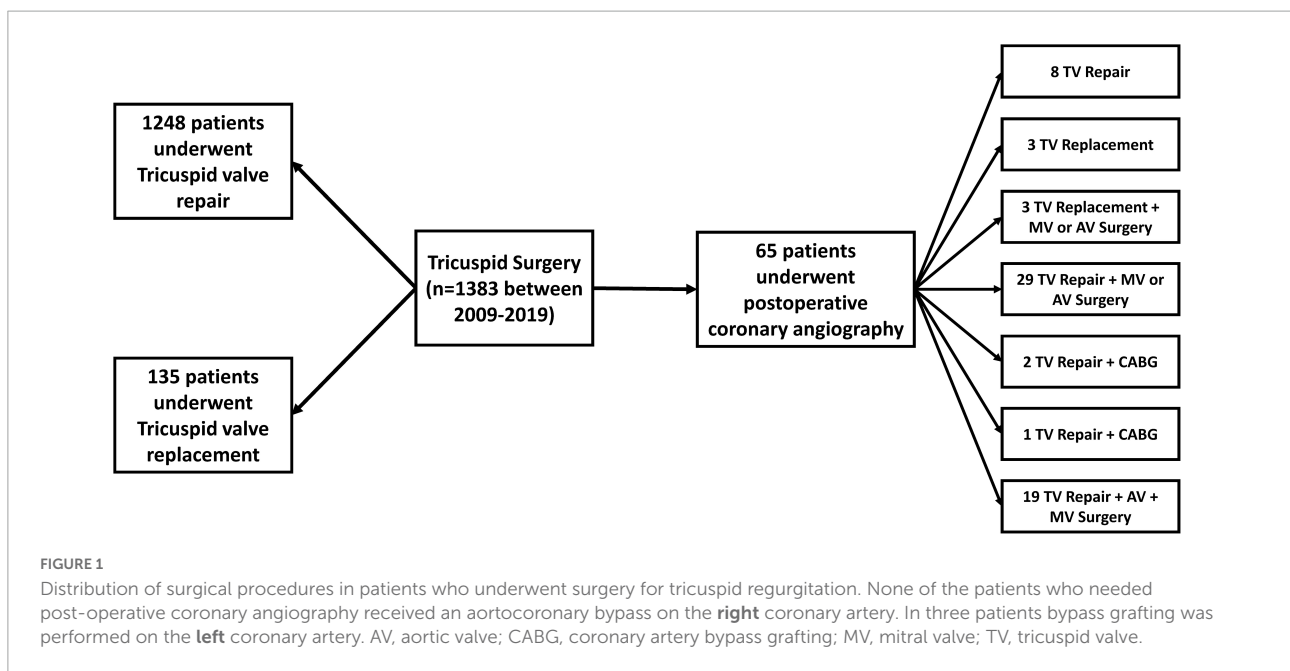 1248 patients
underwent
Tricuspid valve
repair
135 patients
underwent
Tricuspid valve
replacement
Tricuspid Surgery
(n=1383 between
2009-2019)
65 patients
underwent
postoperative
coronary angiography
8 TV Repair
3 TV Replacement
3 TV Replacement +
MV or AV Surgery
29 TV Repair + MV or
AV Surgery
2 TV Repair + CABG
1 TV Repair + CABG
19 TV Repair + AV +
MV Surgery
FIGURE 1
Distribution of surgical procedures in patients who underwent surgery for tricuspid regurgitation. None of the patients who needed
post-operative coronary angiography received an aortocoronary bypass on the right coronary artery. In three patients bypass grafting was
performed on the left coronary artery. AV, aortic valve; CABG, coronary artery bypass grafting; MV, mitral valve; TV, tricuspid valve.